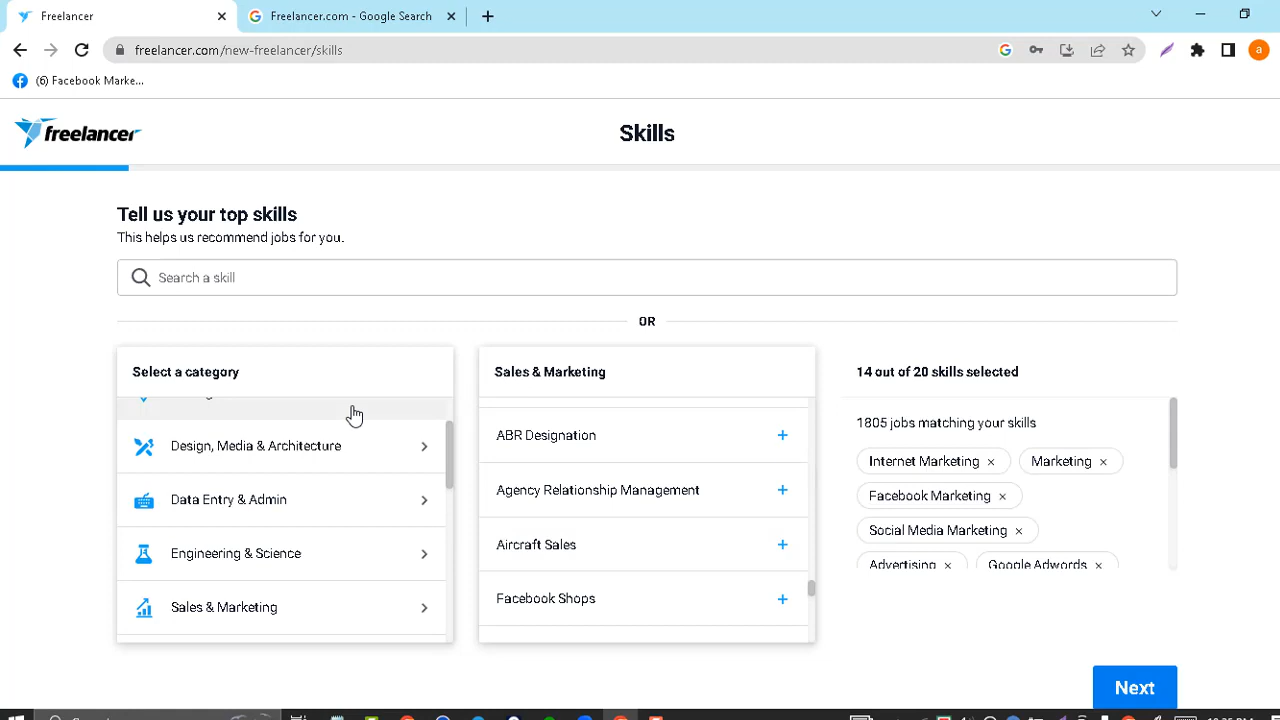 Freelancer
Freelancer.com - Google Search
freelancer.com/new-freelancer/skills
a
(6) Facebook Marke...
freelancer
Skills
Tell us your top skills
This helps us recommend jobs for you.
Search a skill
OR
Select a category
Design, Media & Architecture
Data Entry & Admin
Engineering & Science
Sales & Marketing
Sales & Marketing
ABR Designation
Agency Relationship Management
Aircraft Sales
Facebook Shops
14 out of 20 skills selected
1805 jobs matching your skills
Internet Marketing × Marketing ×
Facebook Marketing ×
Social Media Marketing ×
Advertising × Google Adwords ×
Next